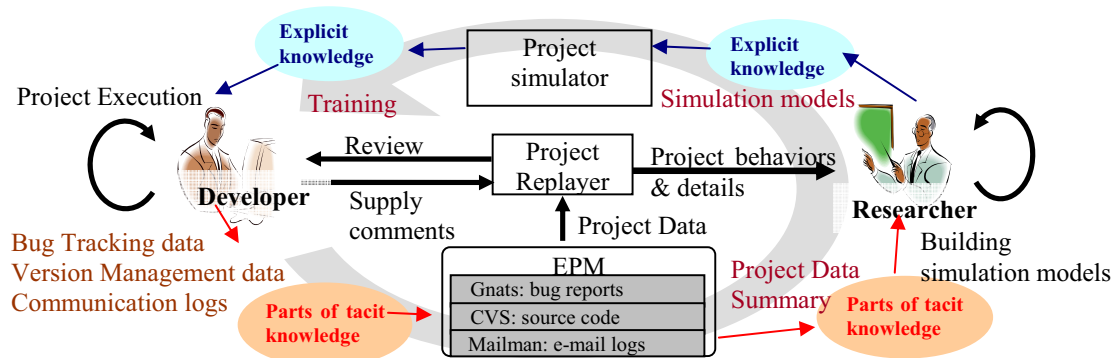 Explicit
knowledge
Project
simulator
Explicit
knowledge
Project Execution
Training
Simulation models
Review
Project
Replayer
Project behaviors
& details
Developer
Supply
comments
Researcher
Project Data
Bug Tracking data
Version Management data
Communication logs
Building
simulation models
EPM
Gnats: bug reports
CVS: source code
Mailman: e-mail logs
Project Data
Summary
Parts of tacit
knowledge
Parts of tacit
knowledge